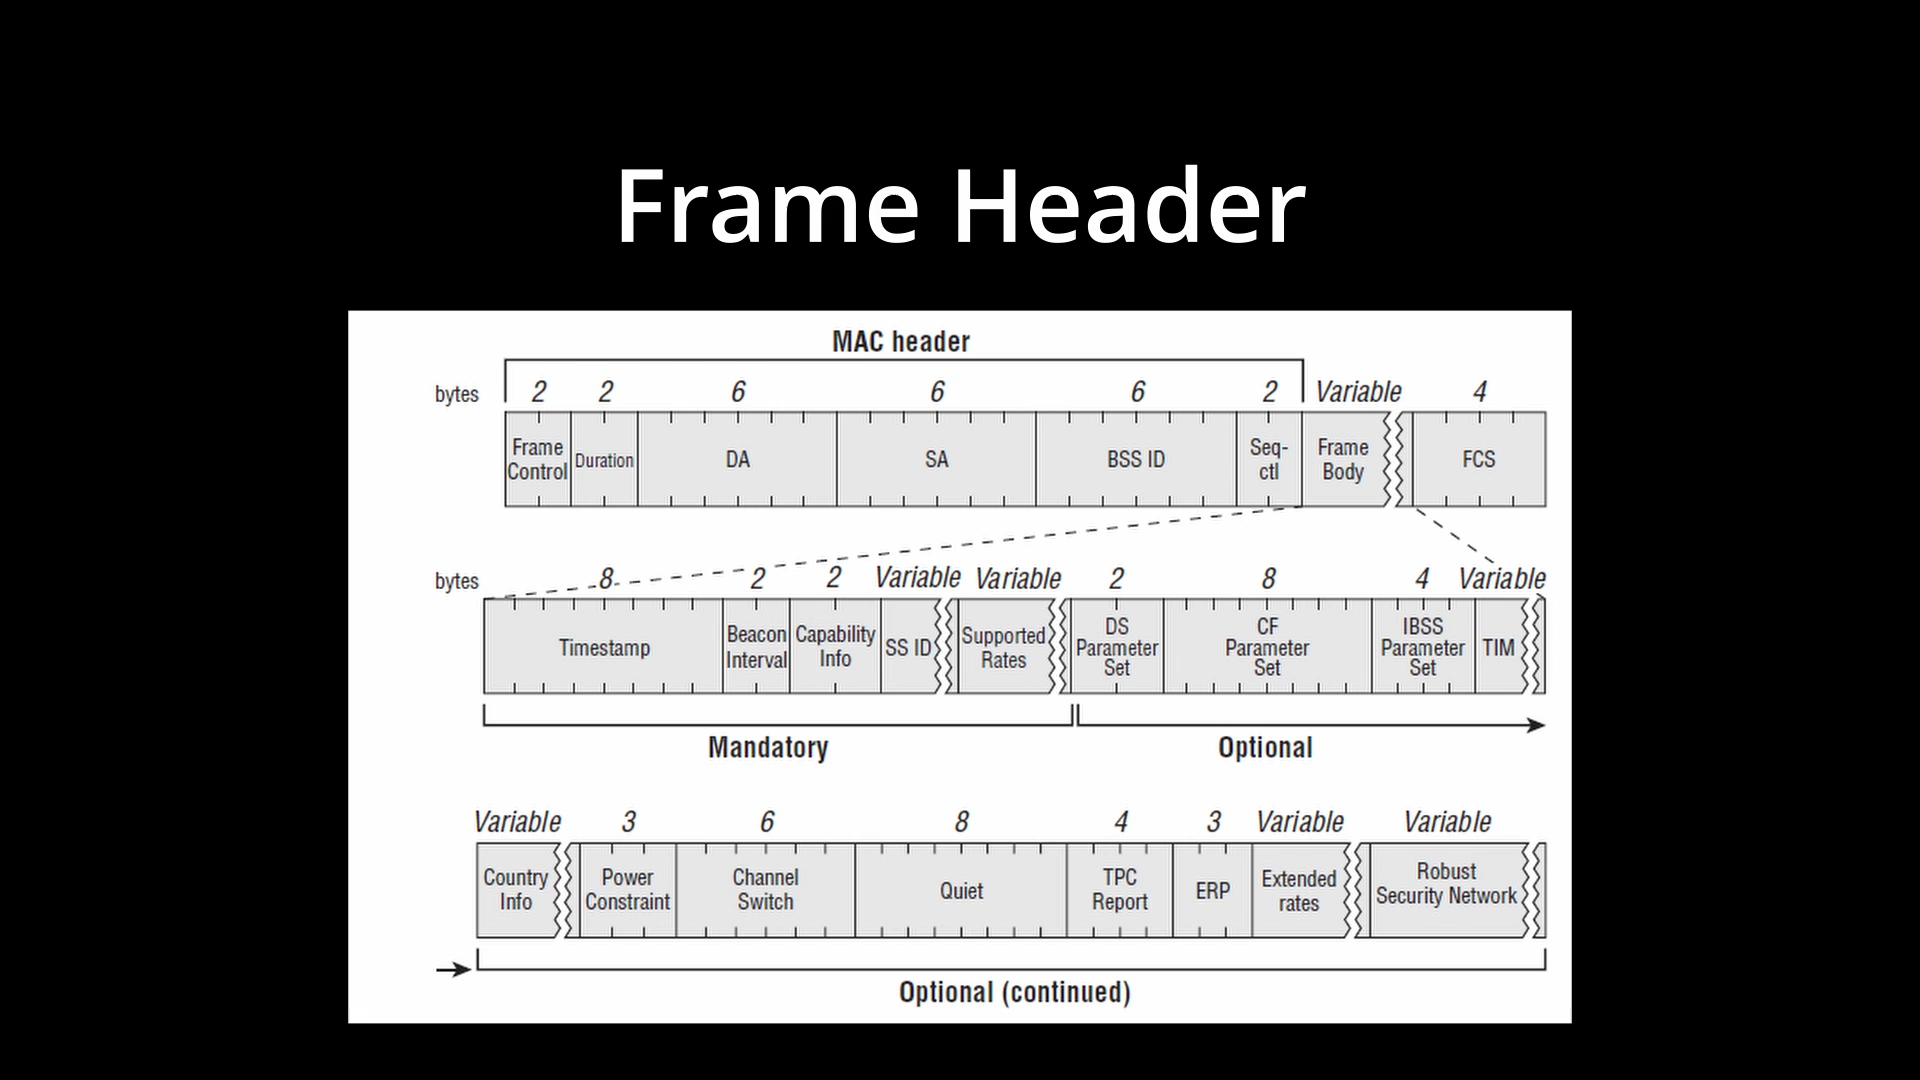 Frame Header
MAC header
bytes 2 2 6 6 6 2 Variable 4
Frame Control Duration DA SA BSS ID Seq-ctl Frame Body FCS
bytes 8 2 2 Variable Variable 2 8 4 Variable
Timestamp Beacon Interval Capability Info SS ID Supported Rates DS Parameter Set CF Parameter Set IBSS Parameter Set TIM
Mandatory Optional
Variable 3 6 8 4 3 Variable Variable
Country Info Power Constraint Channel Switch Quiet TPC Report ERP Extended rates Robust Security Network
Optional (continued)